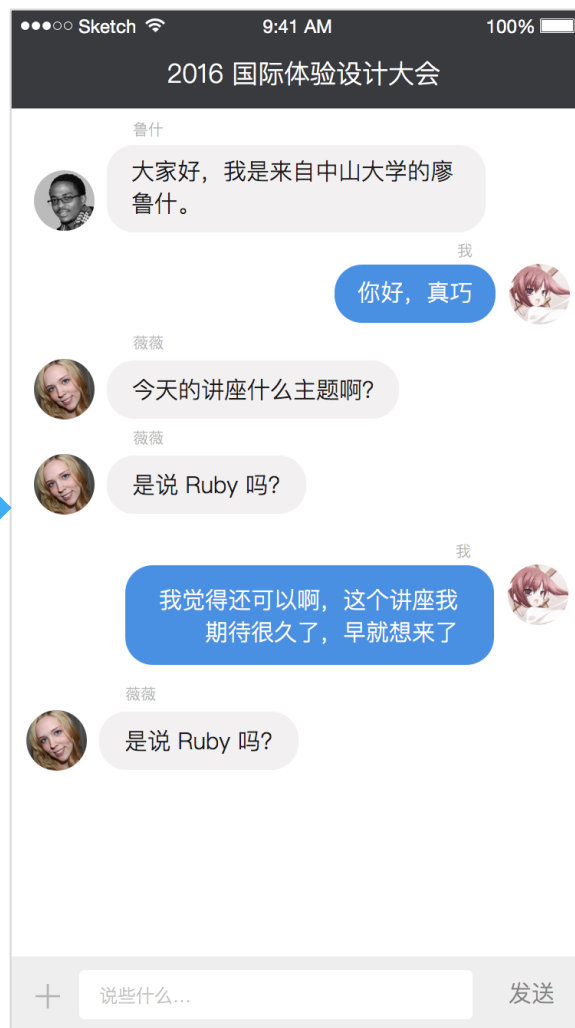 Sketch 9:41 AM 100%
2016 国际体验设计大会
鲁什
大家好，我是来自中山大学的廖
鲁什。
我
你好，真巧
薇薇
今天的讲座什么主题啊？
薇薇
是说 Ruby 吗？
我
我觉得还可以啊，这个讲座我
期待很久了，早就想来了
薇薇
是说 Ruby 吗？
说些什么... 发送